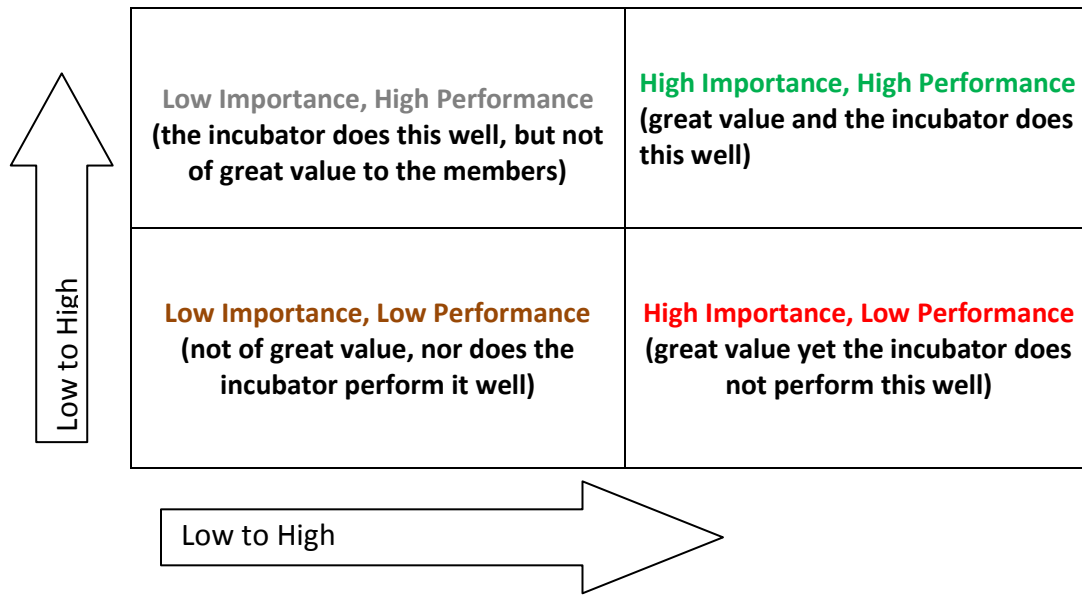 Low Importance, High Performance
(the incubator does this well, but not
of great value to the members)
High Importance, High Performance
(great value and the incubator does
this well)
Low Importance, Low Performance
(not of great value, nor does the
incubator perform it well)
High Importance, Low Performance
(great value yet the incubator does
not perform this well)
Low to High
Low to High